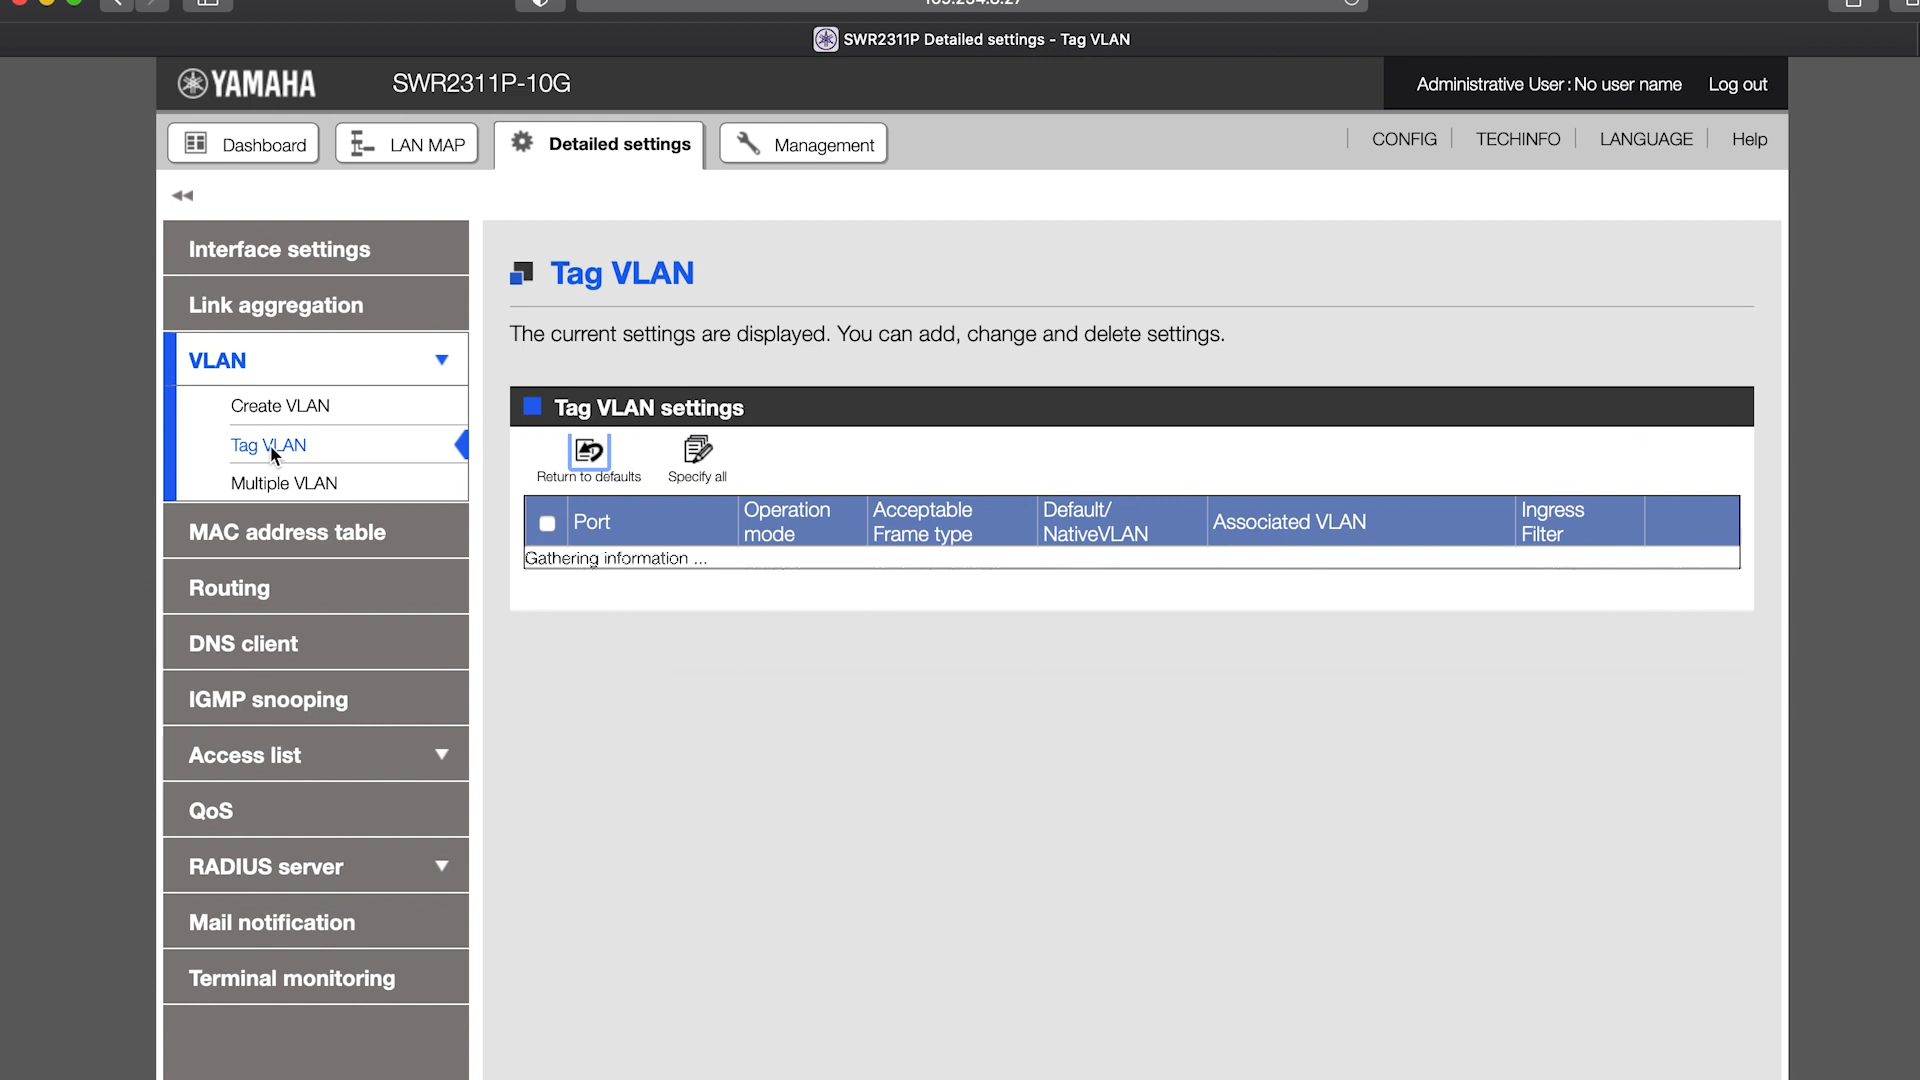 SWR2311P Detailed settings - Tag VLAN
YAMAHA
SWR2311P-10G
Administrative User : No user name
Log out
Dashboard
LAN MAP
Detailed settings
Management
CONFIG
TECHINFO
LANGUAGE
Help
Interface settings
Link aggregation
VLAN
Create VLAN
Tag VLAN
Multiple VLAN
MAC address table
Routing
DNS client
IGMP snooping
Access list
QoS
RADIUS server
Mail notification
Terminal monitoring
Tag VLAN
The current settings are displayed. You can add, change and delete settings.
Tag VLAN settings
Return to defaults
Specify all
Port
Operation
mode
Acceptable
Frame type
Default/
NativeVLAN
Associated VLAN
Ingress
Filter
Gathering information ...